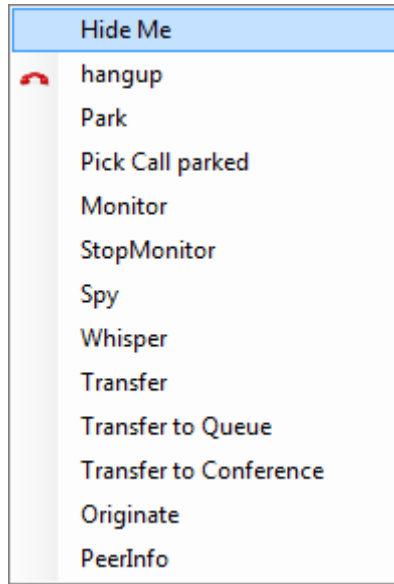 Hide Me
hangup
Park
Pick Call parked
Monitor
StopMonitor
Spy
Whisper
Transfer
Transfer to Queue
Transfer to Conference
Originate
PeerInfo